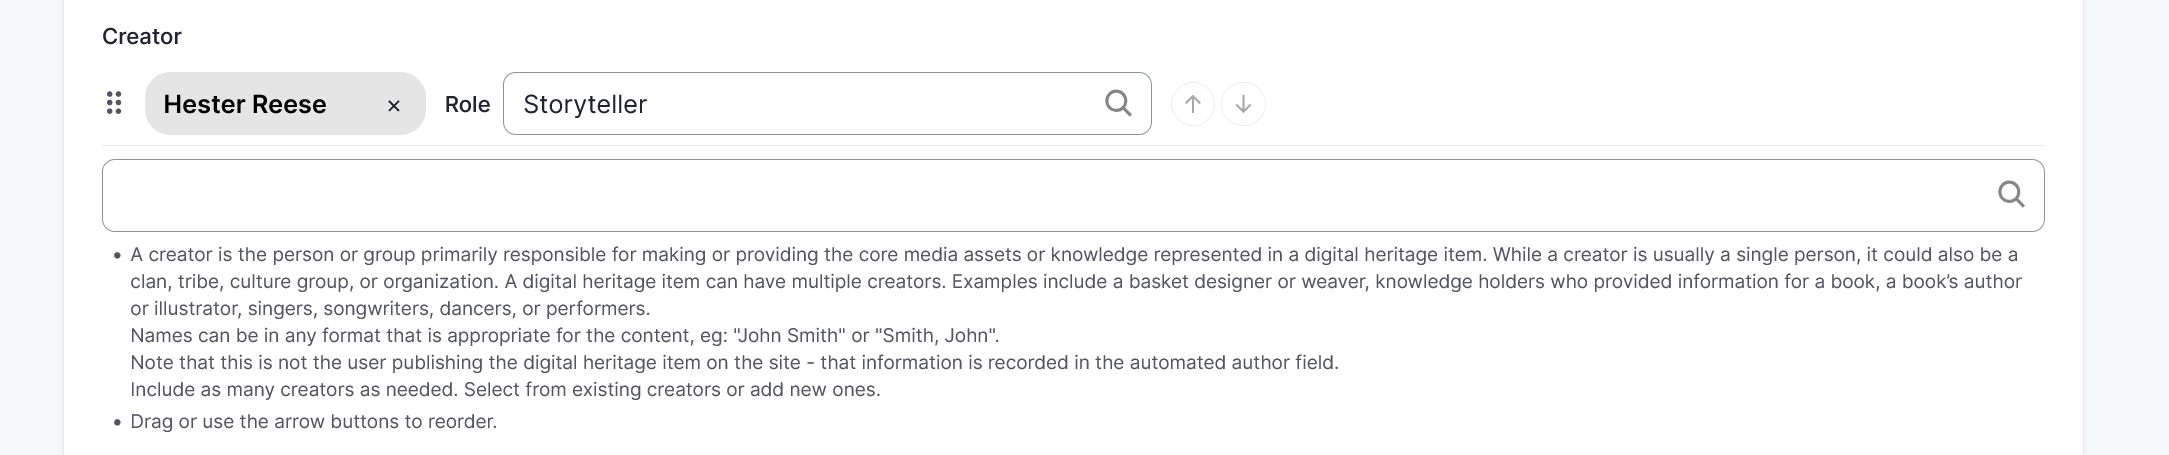 Creator
Hester Reese × Role Storyteller
• A creator is the person or group primarily responsible for making or providing the core media assets or knowledge represented in a digital heritage item. While a creator is usually a single person, it could also be a
clan, tribe, culture group, or organization. A digital heritage item can have multiple creators. Examples include a basket designer or weaver, knowledge holders who provided information for a book, a book’s author
or illustrator, singers, songwriters, dancers, or performers.
Names can be in any format that is appropriate for the content, eg: "John Smith" or "Smith, John".
Note that this is not the user publishing the digital heritage item on the site - that information is recorded in the automated author field.
Include as many creators as needed. Select from existing creators or add new ones.
• Drag or use the arrow buttons to reorder.